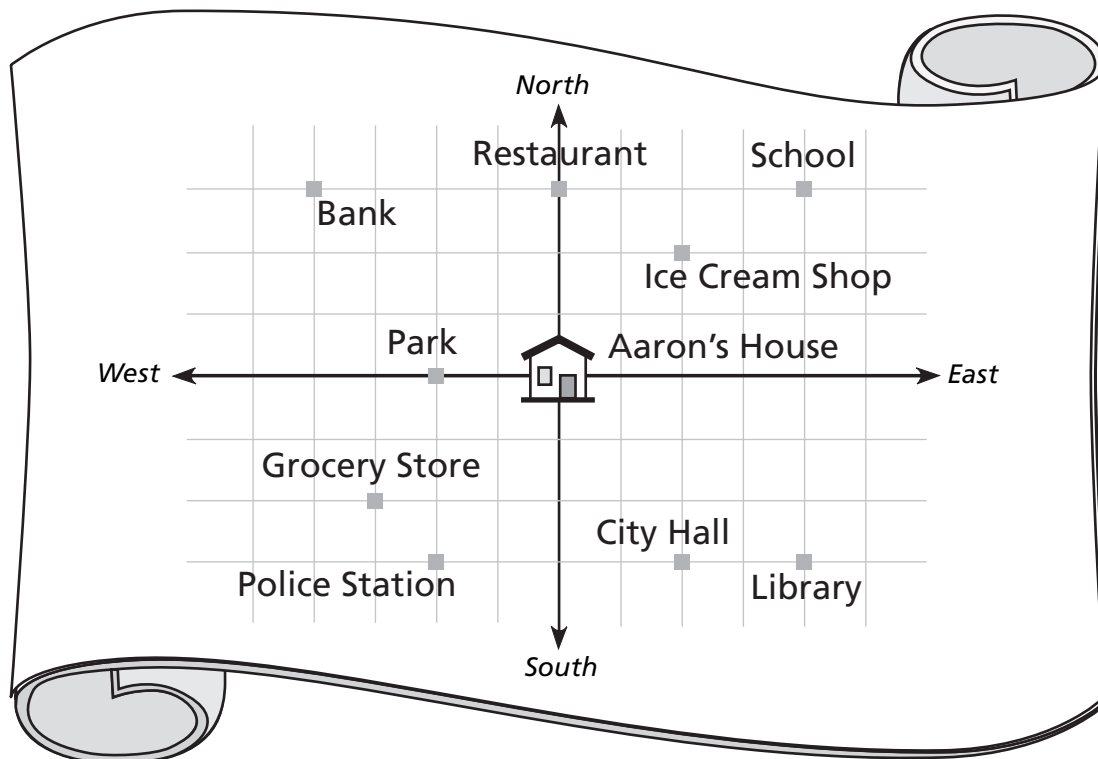 North
Restaurant
School
Bank
Ice Cream Shop
Park
Aaron’s House
West
East
Grocery Store
City Hall
Police Station
Library
South